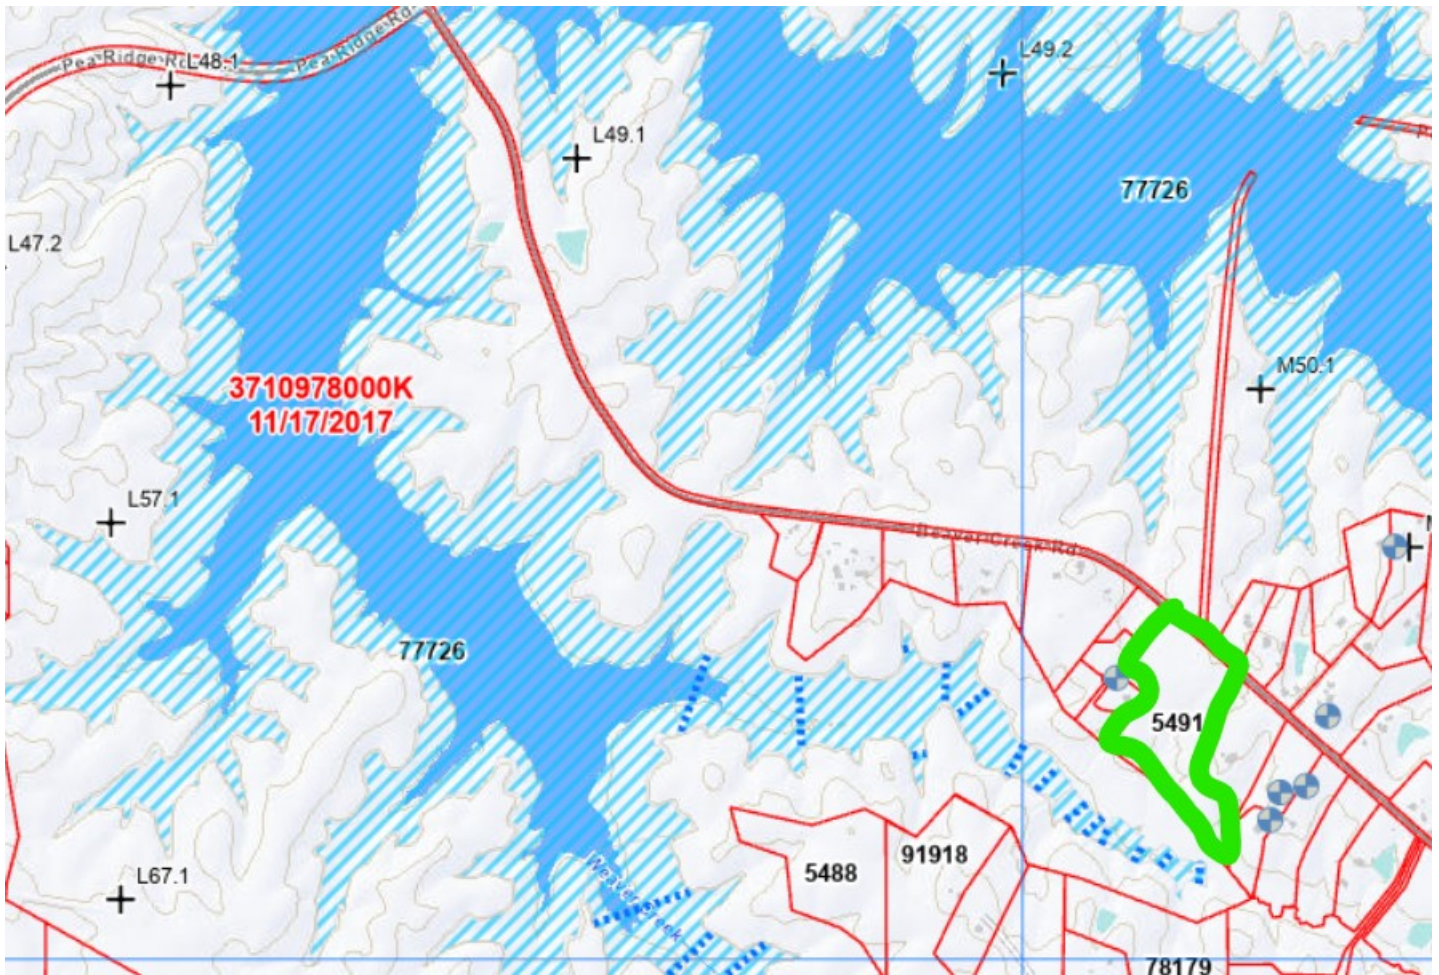 Pea Ridge Rd
L48.1
Pea Ridge Rd
L49.2
L49.1
77726
L47.2
M50.1
3710978000K
11/17/2017
L57.1
Beaver Creek Rd
77726
5491
91918
5488
L67.1
Weaver Creek
78179